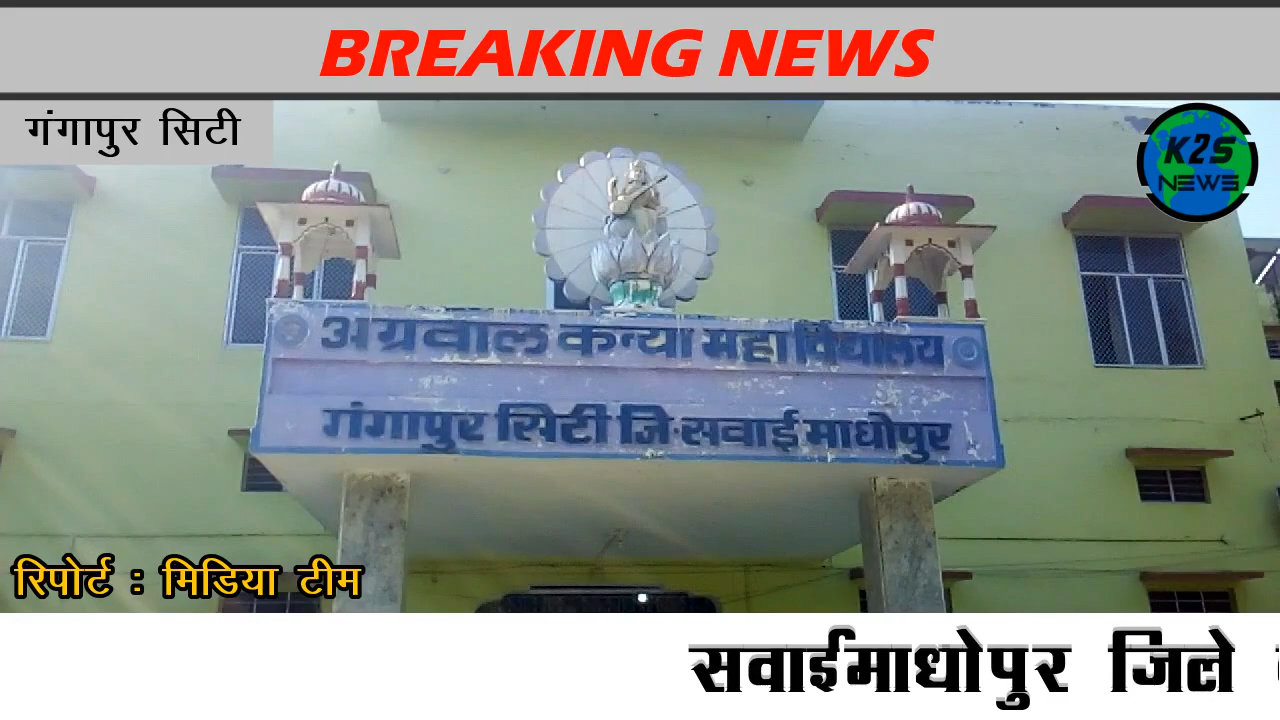 BREAKING NEWS
गंगापुर सिटी
K2S
NEWS
अग्रवाल कन्या महाविद्यालय
गंगापुर सिटी जि·सवाई माधोपुर
रिपोर्ट : मिडिया टीम
सवाईमाधोपुर जिले